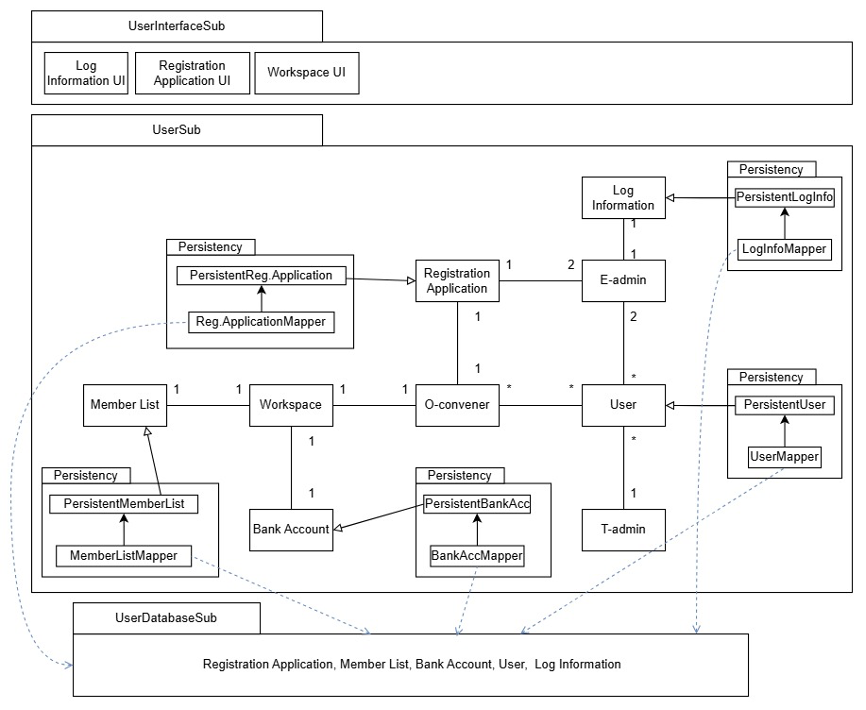 UserInterfaceSub
Log
Information UI
Registration
Application UI
Workspace UI
UserSub
Persistency
PersistentLogInfo
LogInfoMapper
Log
Information
1
1
Persistency
PersistentReg.Application
Reg.ApplicationMapper
Registration
Application
1
2
E-admin
1
2
1
*
Persistency
PersistentUser
UserMapper
Member List
1
1
Workspace
1
1
O-convener
*
*
User
1
*
1
1
Persistency
PersistentMemberList
MemberListMapper
Bank Account
Persistency
PersistentBankAcc
BankAccMapper
T-admin
UserDatabaseSub
Registration Application, Member List, Bank Account, User, Log Information